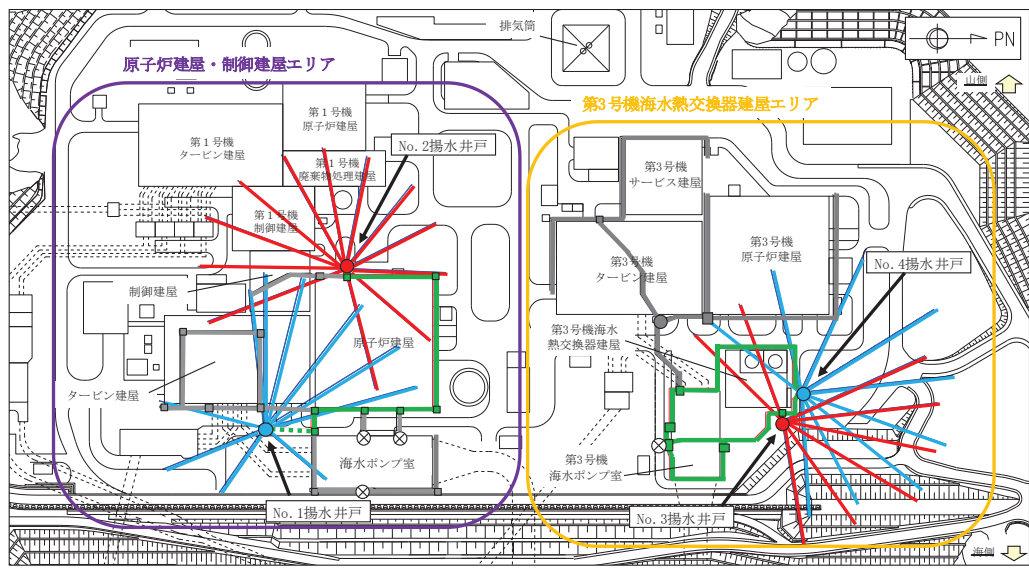 排気筒
PN
山側
原子炉建屋・制御建屋エリア
第3号機海水熱交換器建屋エリア
第１号機
原子炉建屋
第１号機
タービン建屋
No.2揚水井戸
第１号機
廃棄物処理建屋
第１号機
制御建屋
第3号機
サービス建屋
第3号機
原子炉建屋
第3号機
タービン建屋
No.4揚水井戸
制御建屋
原子炉建屋
第3号機海水
熱交換器建屋
タービン建屋
海水ポンプ室
第3号機
海水ポンプ室
No.1揚水井戸
No.3揚水井戸
海側